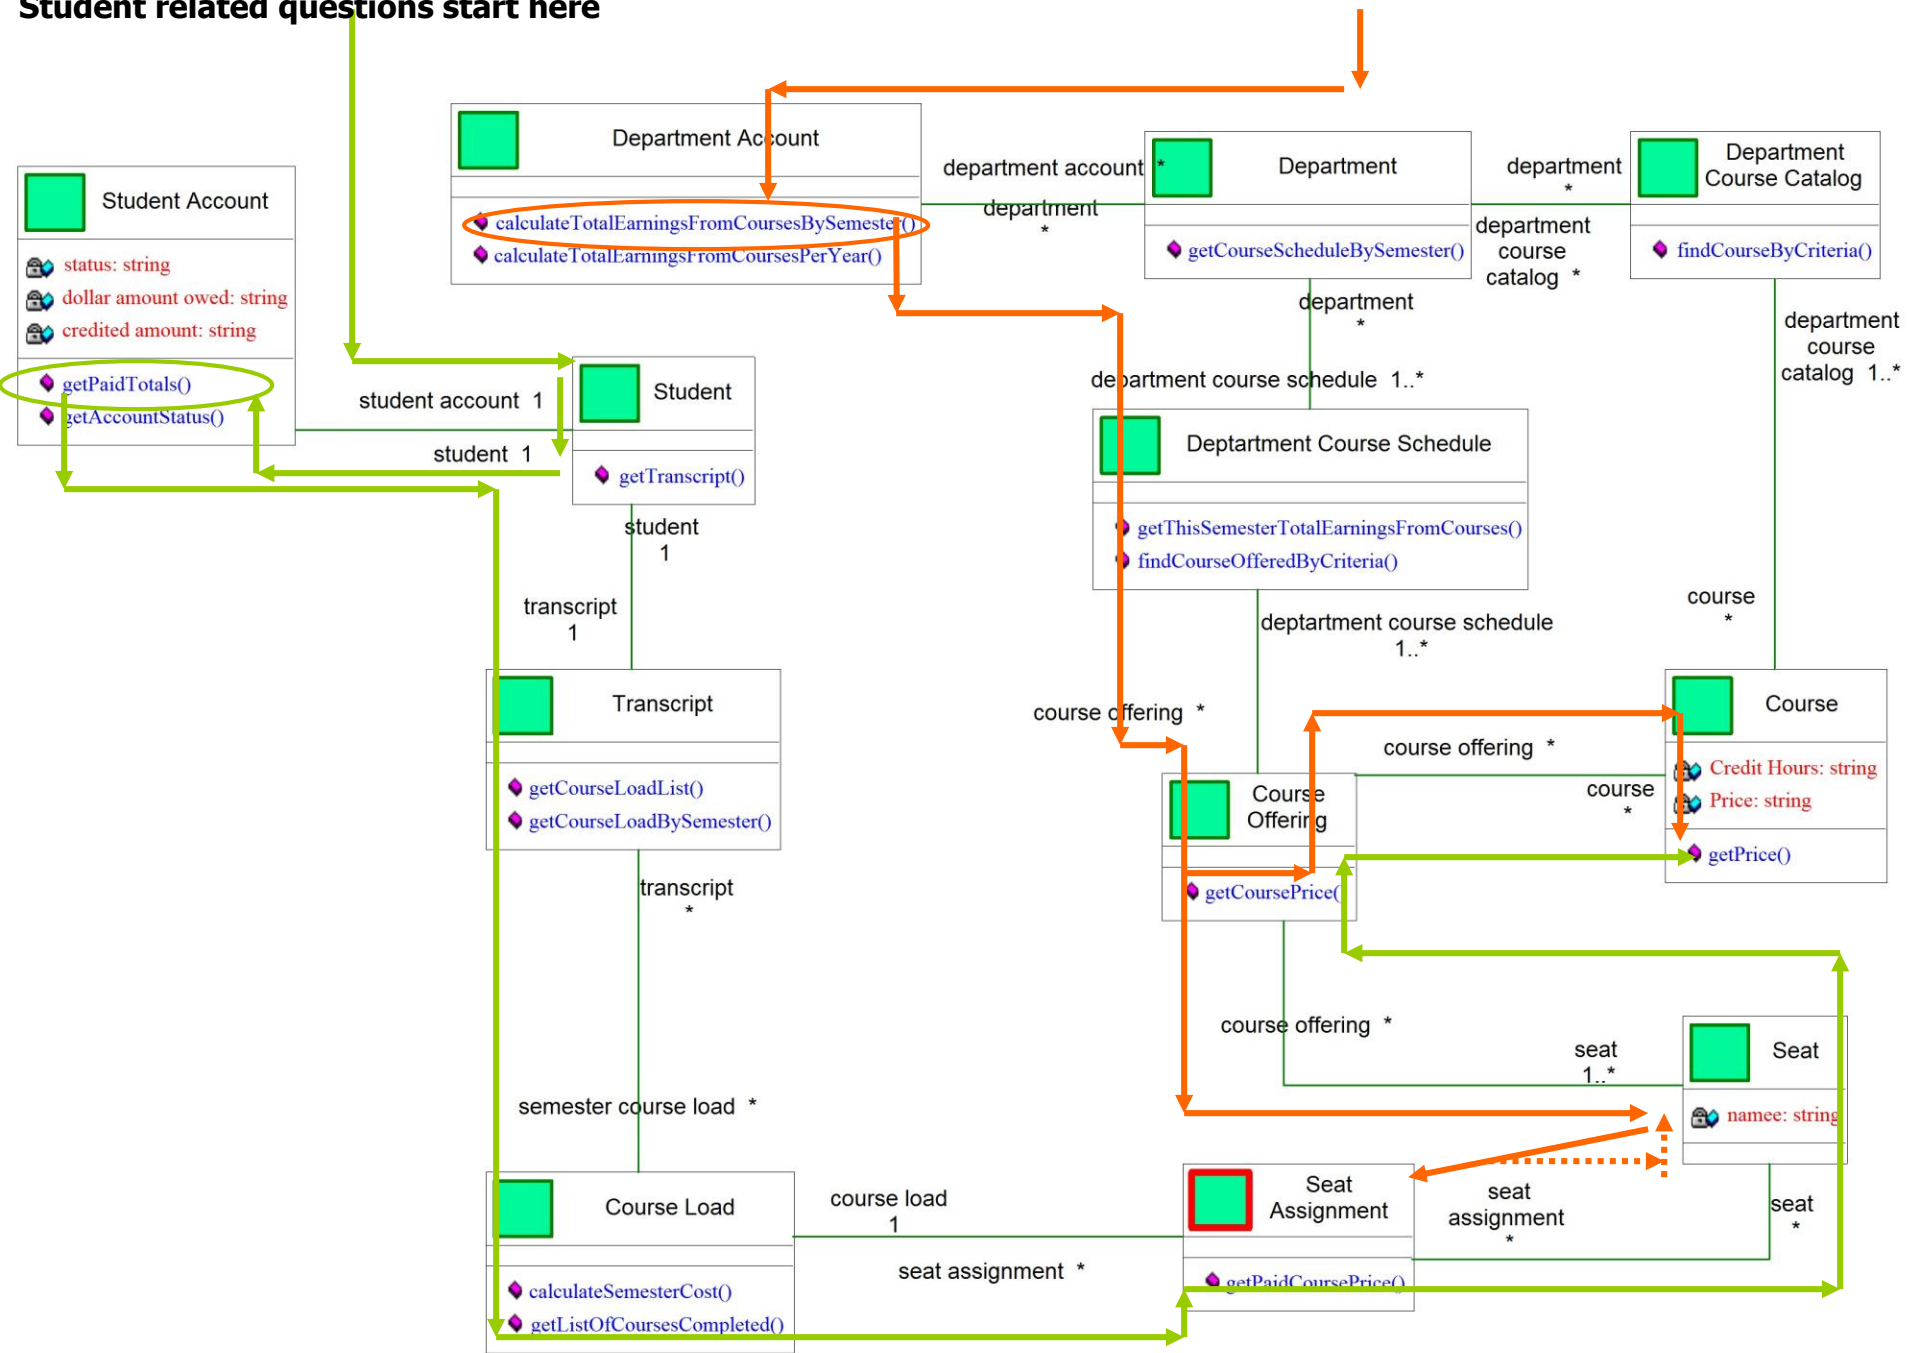 Student related questions start here
Department Account
calculateTotalEarningsFromCoursesBySemester()
calculateTotalEarningsFromCoursesPerYear()
department account *
department
*
Department
getCourseScheduleBySemester()
department
*
department
course
catalog *
Department
Course Catalog
findCourseByCriteria()
Student Account
status: string
dollar amount owed: string
credited amount: string
getPaidTotals()
getAccountStatus()
student account 1
student 1
Student
getTranscript()
department
*
department course schedule 1..*
department
course
catalog 1..*
Deptartment Course Schedule
getThisSemesterTotalEarningsFromCourses()
findCourseOfferedByCriteria()
student
1
transcript
1
deptartment course schedule
1..*
course
*
Transcript
getCourseLoadList()
getCourseLoadBySemester()
course offering *
course offering *
course
*
Course
Credit Hours: string
Price: string
getPrice()
Course
Offering
getCoursePrice()
transcript
*
semester course load *
course offering *
seat
1..*
Seat
namee: string
Course Load
calculateSemesterCost()
getListOfCoursesCompleted()
course load
1
seat assignment *
Seat
Assignment
getPaidCoursePrice()
seat
assignment
*
seat
*